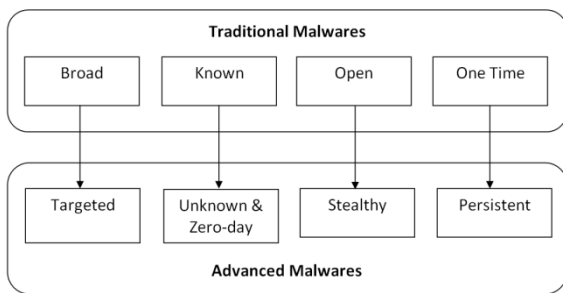 Traditional Malwares
Broad
Known
Open
One Time
Targeted
Unknown &
Zero-day
Stealthy
Persistent
Advanced Malwares